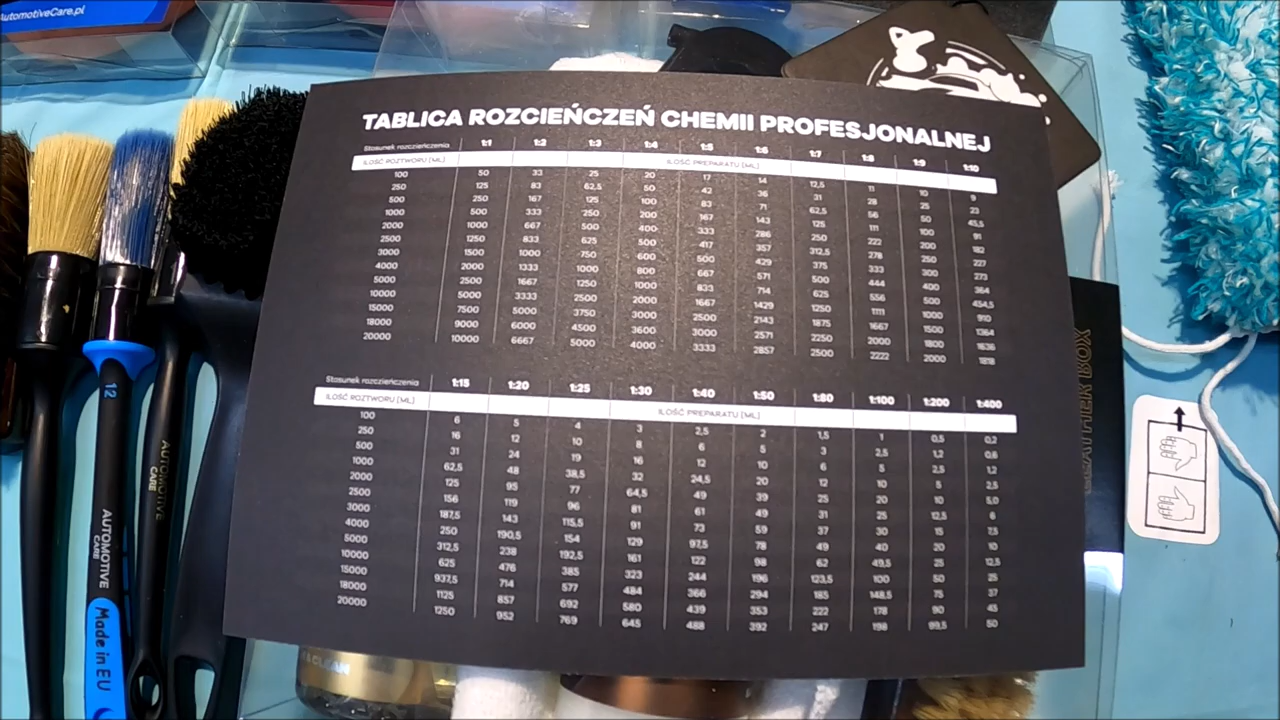 AutomotiveCare.pl
TABLICA ROZCIEŃCZEŃ CHEMII PROFESJONALNEJ
Stosunek rozcieńczenia 1:1 1:2 1:3 1:4 1:5 1:6 1:7 1:8 1:9 1:10
ILOŚĆ ROZTWORU [ML] ILOŚĆ PREPARATU [ML]
100 50 33 25 20 17 14 12,5 11 10 9
250 125 83 62,5 50 42 36 31 28 25 23
500 250 167 125 100 83 71 62,5 56 50 45,5
1000 500 333 250 200 167 143 125 111 100 91
2000 1000 667 500 400 333 286 250 222 200 182
2500 1250 833 625 500 417 357 312,5 278 250 227
3000 1500 1000 750 600 500 429 375 333 300 273
4000 2000 1333 1000 800 667 571 500 444 400 364
5000 2500 1667 1250 1000 833 714 625 556 500 454,5
10000 5000 3333 2500 2000 1667 1429 1250 1111 1000 910
15000 7500 5000 3750 3000 2500 2143 1875 1667 1500 1364
18000 9000 6000 4500 3600 3000 2571 2250 2000 1800 1636
20000 10000 6667 5000 4000 3333 2857 2500 2222 2000 1818
Stosunek rozcieńczenia 1:15 1:20 1:25 1:30 1:40 1:50 1:80 1:100 1:200 1:400
ILOŚĆ ROZTWORU [ML] ILOŚĆ PREPARATU [ML]
100 6 5 4 3 2,5 2 1,5 1 0,5 0,2
250 16 12 10 8 6 5 3 2,5 1,2 0,6
500 31 24 19 16 12 10 6 5 2,5 1,2
1000 62,5 48 38,5 32 24,5 20 12 10 5 2,5
2000 125 95 77 64,5 49 39 25 20 10 5,0
2500 156 119 96 81 61 49 31 25 12,5 6
3000 187,5 143 115,5 91 73 59 37 30 15 7,5
4000 250 190,5 154 129 97,5 78 49 40 20 10
5000 312,5 238 192,5 161 122 98 62 49,5 25 12,5
10000 625 476 385 323 244 196 123,5 100 50 25
15000 937,5 714 577 484 366 294 185 148,5 75 37
18000 1125 857 692 580 439 353 222 178 90 45
20000 1250 952 769 645 488 392 247 198 99,5 50
12
AUTOMOTIVE
CARE
Made in EU
AUTOMOTIVE
CARE
LEATHER BOX
& CLEAN